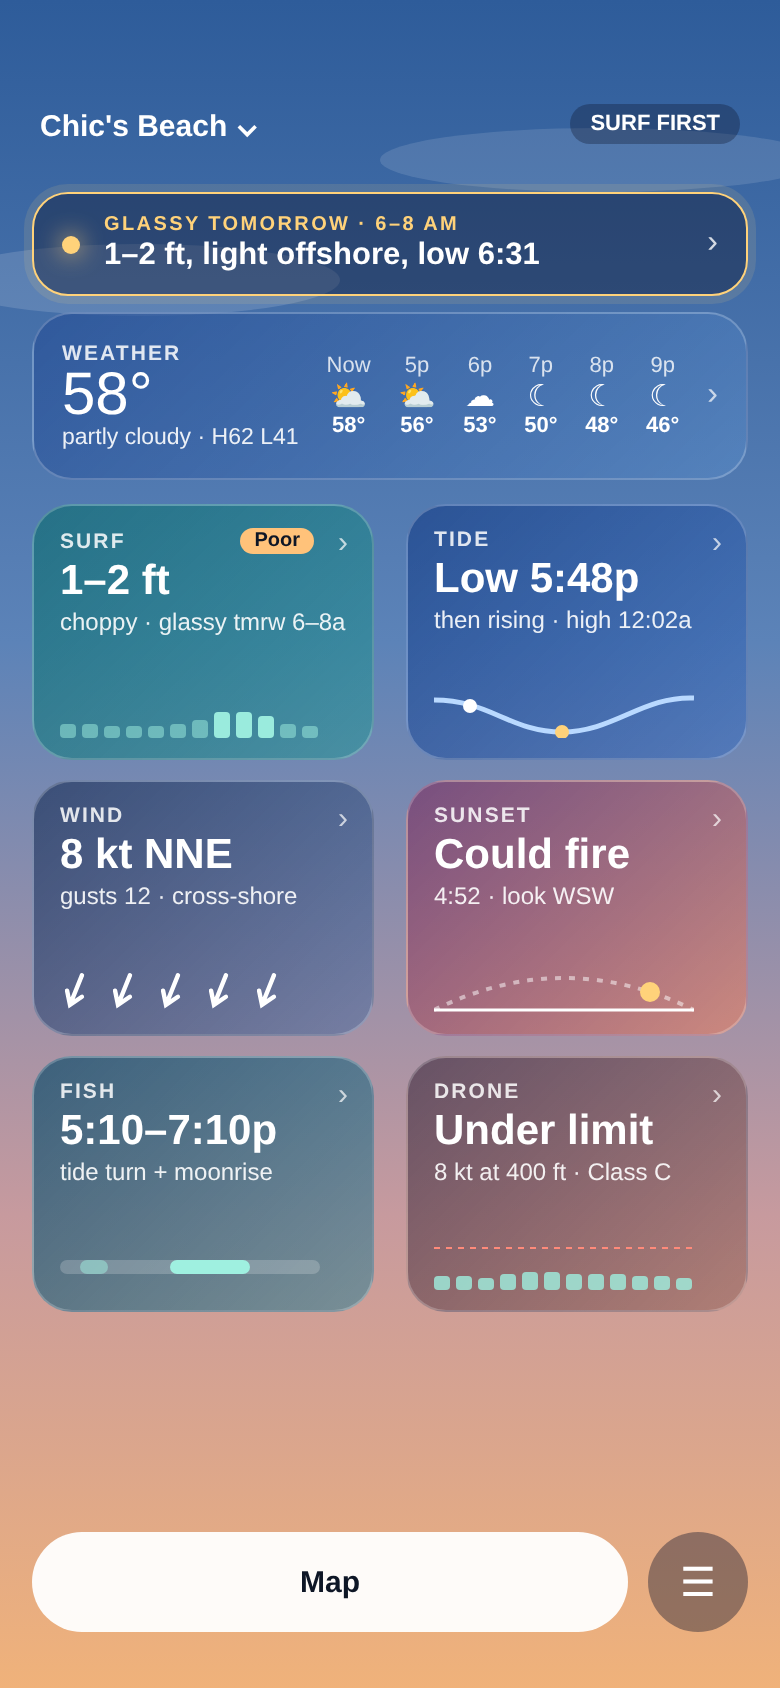 Chic's Beach
SURF FIRST
GLASSY TOMORROW · 6–8 AM
1–2 ft, light offshore, low 6:31
WEATHER
58°
partly cloudy · H62 L41
Now 5p 6p 7p 8p 9p
58° 56° 53° 50° 48° 46°
SURF
Poor
1–2 ft
choppy · glassy tmrw 6–8a
TIDE
Low 5:48p
then rising · high 12:02a
WIND
8 kt NNE
gusts 12 · cross-shore
SUNSET
Could fire
4:52 · look WSW
FISH
5:10–7:10p
tide turn + moonrise
DRONE
Under limit
8 kt at 400 ft · Class C
Map